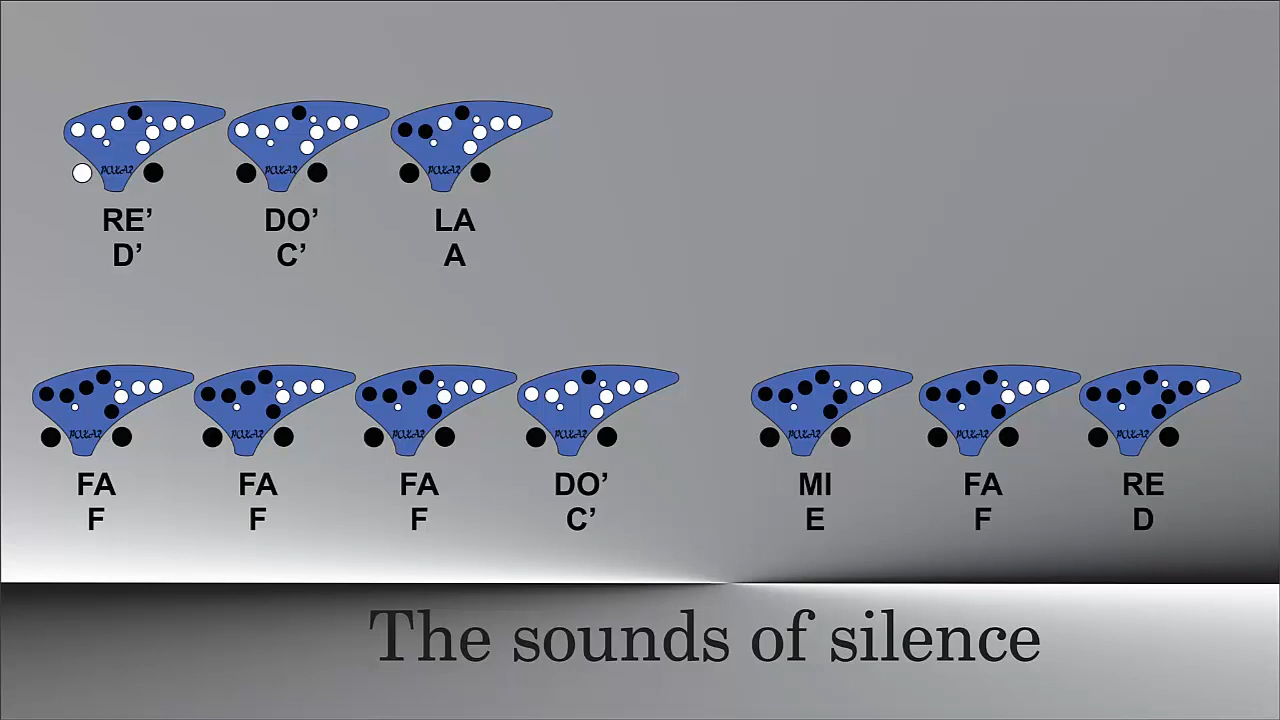 RE’ DO’ LA
D’ C’ A
FA FA FA DO’ MI FA RE
F F F C’ E F D
The sounds of silence